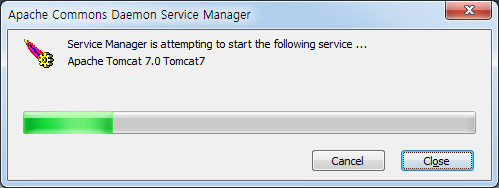 Apache Commons Daemon Service Manager
Service Manager is attempting to start the following service ...
Apache Tomcat 7.0 Tomcat7
Cancel
Close